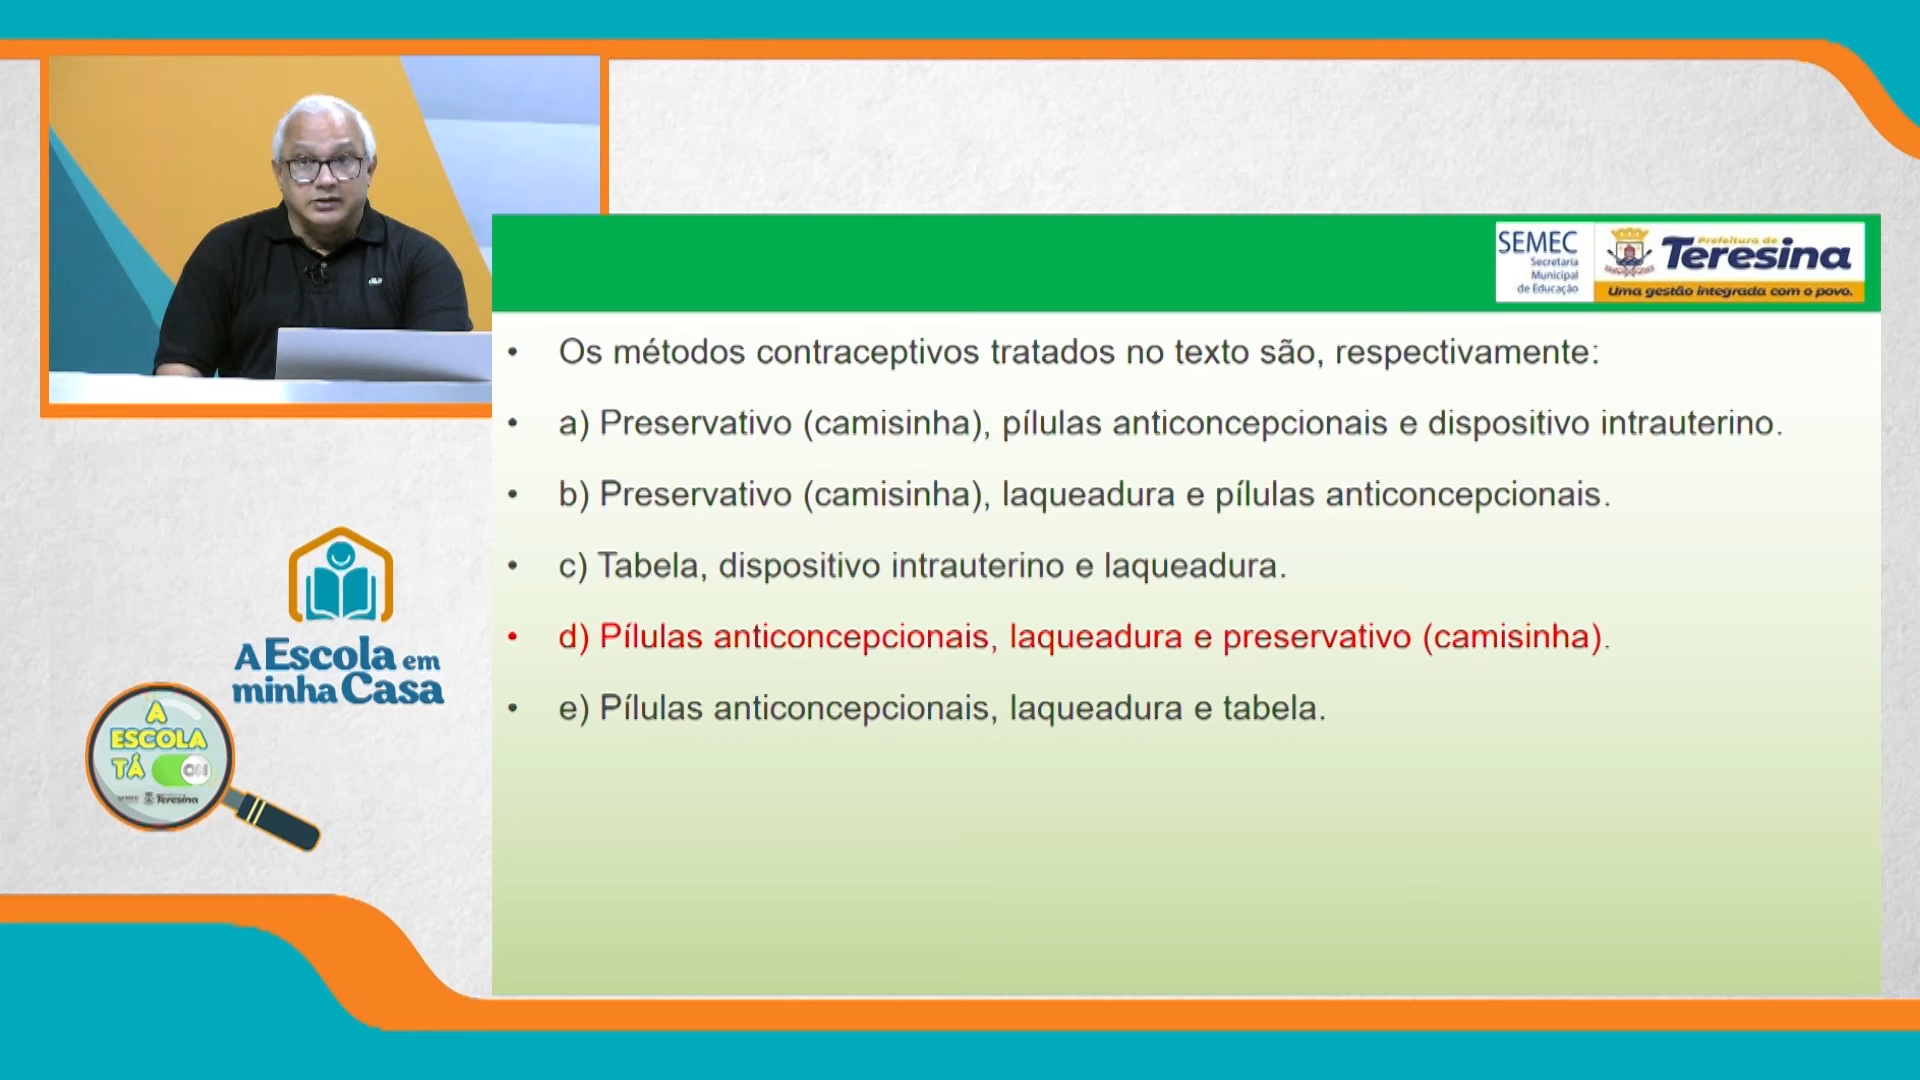 SEMEC
Secretaria
Municipal
de Educação
Prefeitura de
Teresina
Uma gestão integrada com o povo.
• Os métodos contraceptivos tratados no texto são, respectivamente:
• a) Preservativo (camisinha), pílulas anticoncepcionais e dispositivo intrauterino.
• b) Preservativo (camisinha), laqueadura e pílulas anticoncepcionais.
• c) Tabela, dispositivo intrauterino e laqueadura.
• d) Pílulas anticoncepcionais, laqueadura e preservativo (camisinha).
• e) Pílulas anticoncepcionais, laqueadura e tabela.
A Escola em
minha Casa
A
ESCOLA
TÁ ON
SEMEC Teresina